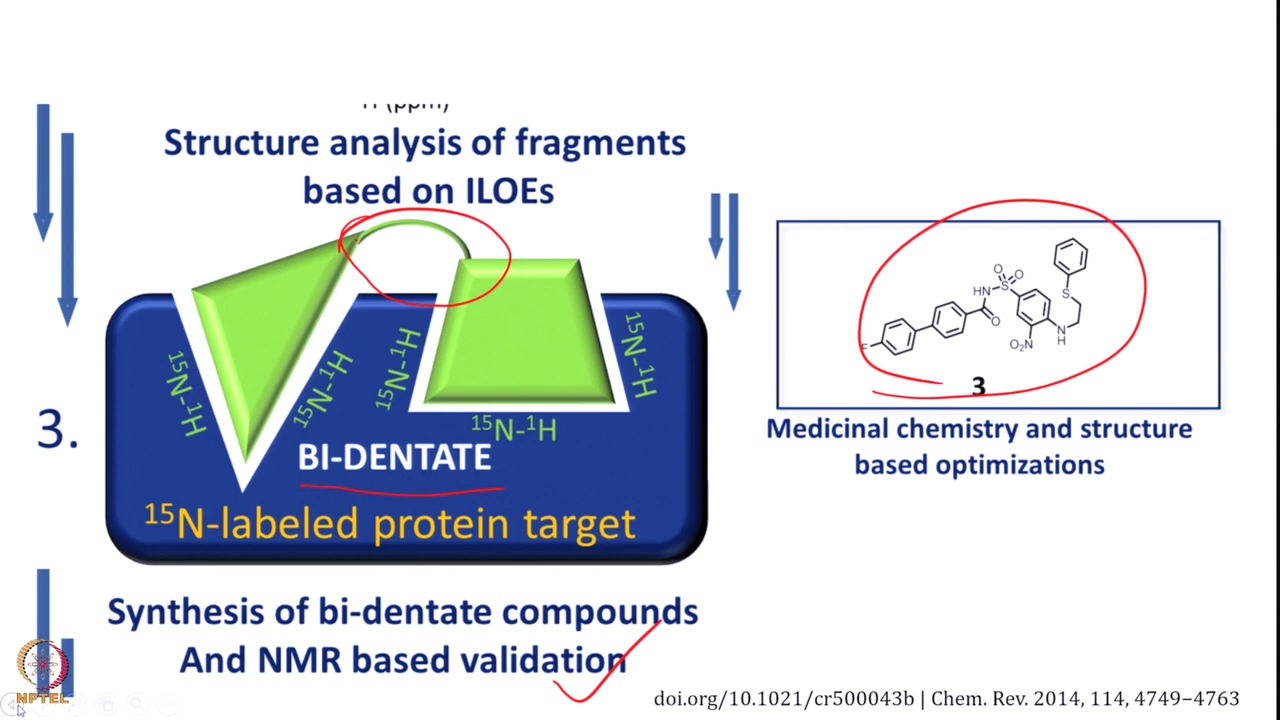 H (ppm)
Structure analysis of fragments
based on ILOEs
15N-1H
15N-1H
15N-1H
15N-1H
15N-1H
BI-DENTATE
15N-labeled protein target
3.
Synthesis of bi-dentate compounds
And NMR based validation
HN
S
O
O
O
F
O2N
N
H
S
3
Medicinal chemistry and structure
based optimizations
NPTEL
doi.org/10.1021/cr500043b | Chem. Rev. 2014, 114, 4749−4763